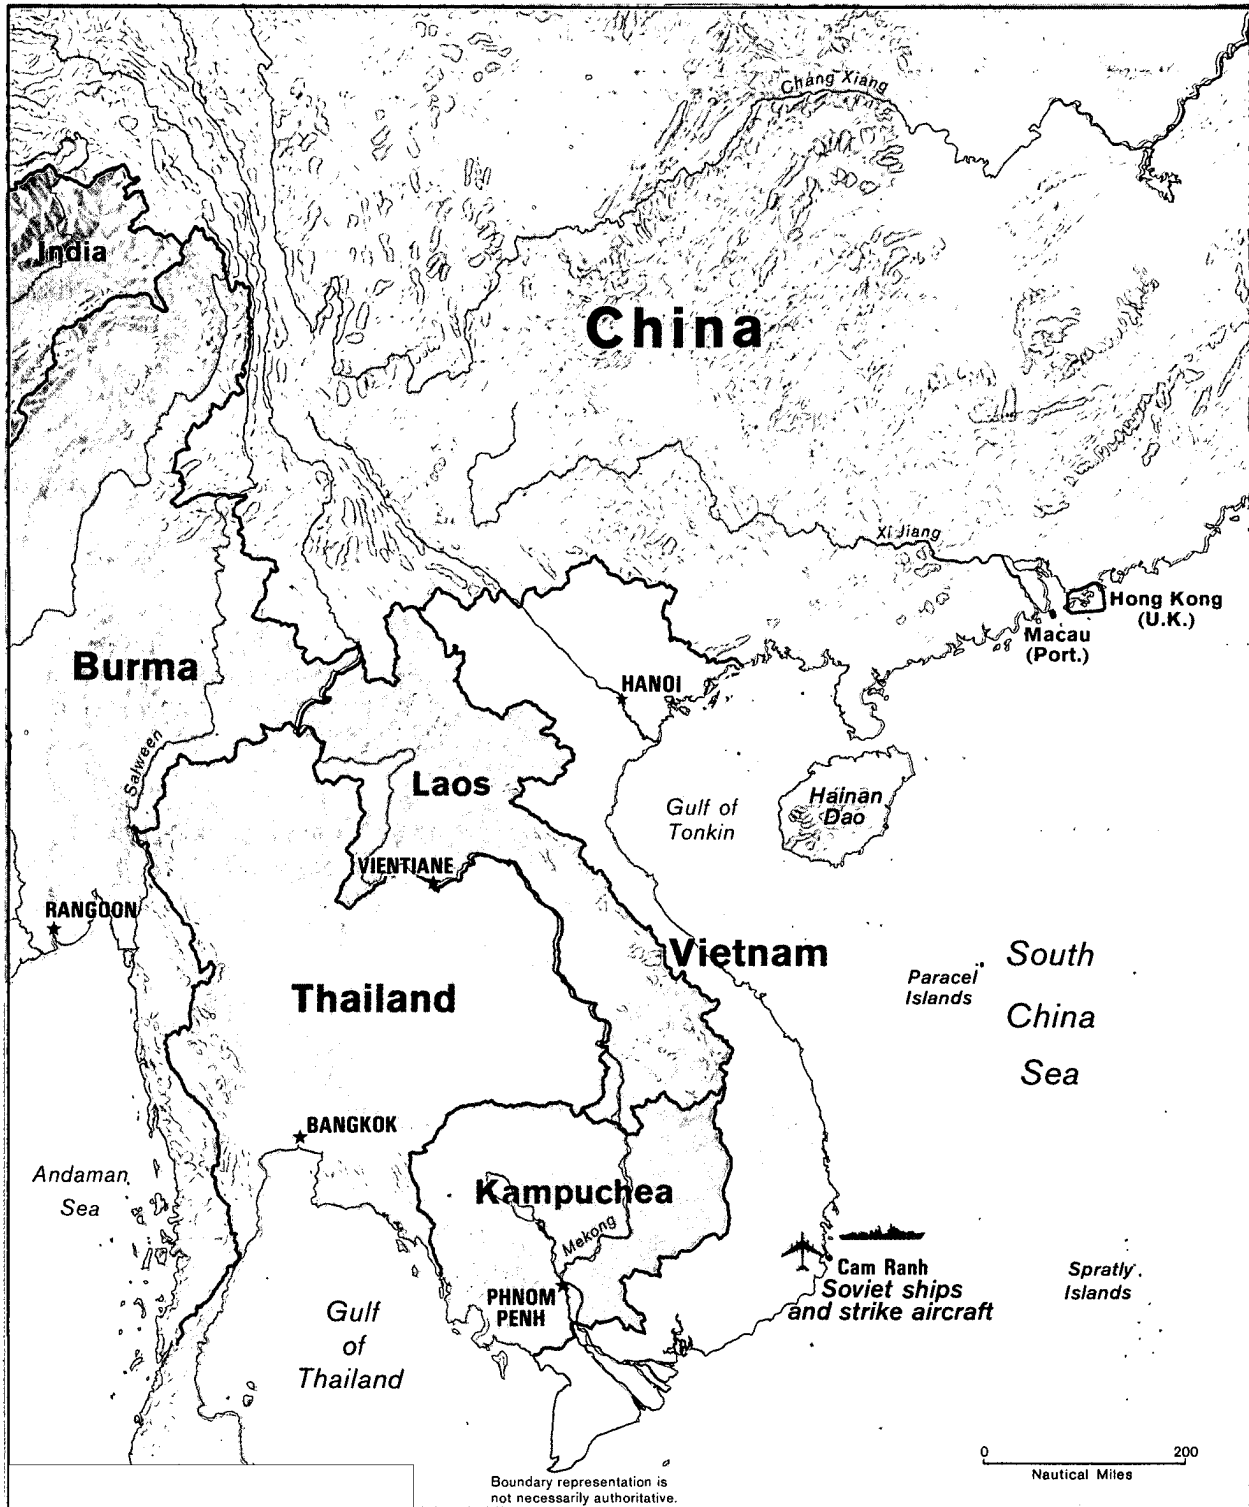 Chang Xiang
India
China
Xi Jiang
Hong Kong
(U.K.)
Macau
(Port.)
Burma
HANOI
Salween
Laos
Gulf of
Tonkin
Hainan
Dao
VIENTIANE
RANGOON
Vietnam
South
China
Sea
Paracel
Islands
Thailand
BANGKOK
Andaman
Sea
Kampuchea
Mekong
Cam Ranh
Soviet ships
and strike aircraft
Spratly
Islands
PHNOM
PENH
Gulf
of
Thailand
0 200
Nautical Miles
Boundary representation is
not necessarily authoritative.